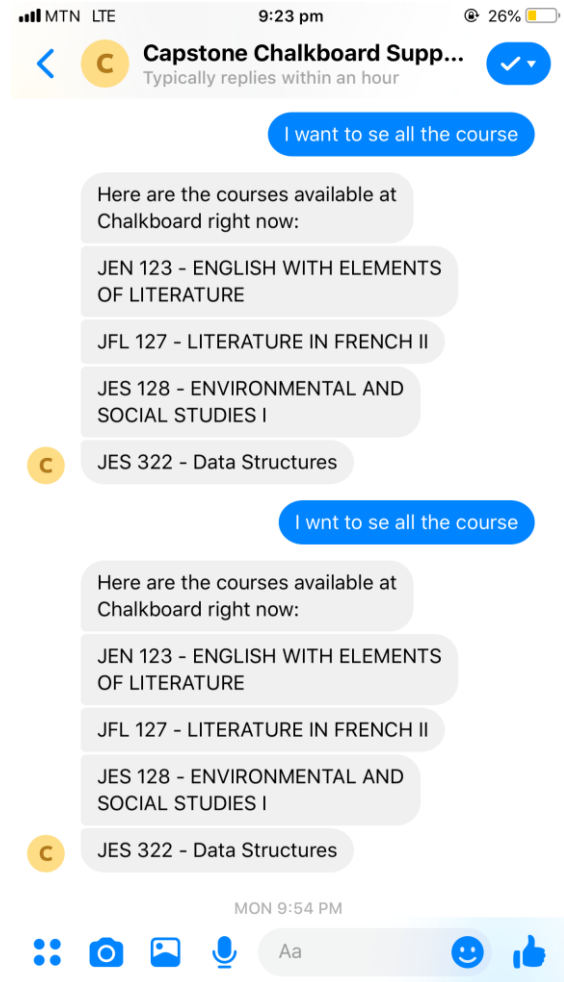 MTN LTE 9:23 pm 26%
C Capstone Chalkboard Supp...
Typically replies within an hour
I want to se all the course
Here are the courses available at
Chalkboard right now:
JEN 123 - ENGLISH WITH ELEMENTS
OF LITERATURE
JFL 127 - LITERATURE IN FRENCH II
JES 128 - ENVIRONMENTAL AND
SOCIAL STUDIES I
C JES 322 - Data Structures
I wnt to se all the course
Here are the courses available at
Chalkboard right now:
JEN 123 - ENGLISH WITH ELEMENTS
OF LITERATURE
JFL 127 - LITERATURE IN FRENCH II
JES 128 - ENVIRONMENTAL AND
SOCIAL STUDIES I
C JES 322 - Data Structures
MON 9:54 PM
Aa